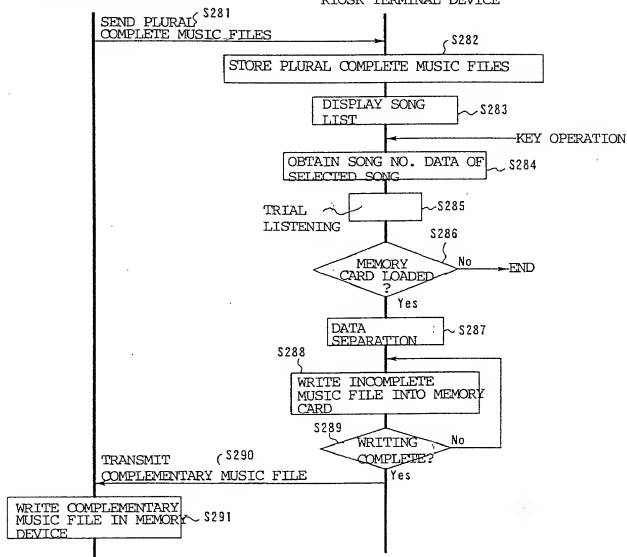 KIOSK TERMINAL DEVICE
SEND PLURAL S281
COMPLETE MUSIC FILES
S282
STORE PLURAL COMPLETE MUSIC FILES
DISPLAY SONG
LIST
S283
KEY OPERATION
OBTAIN SONG NO. DATA OF
SELECTED SONG
S284
TRIAL
LISTENING
S285
S286
MEMORY
CARD LOADED
?
No
END
Yes
DATA
SEPARATION
S287
S288
WRITE INCOMPLETE
MUSIC FILE INTO MEMORY
CARD
S289
WRITING
COMPLETE?
No
Yes
TRANSMIT S290
COMPLEMENTARY MUSIC FILE
WRITE COMPLEMENTARY
MUSIC FILE IN MEMORY
DEVICE
S291